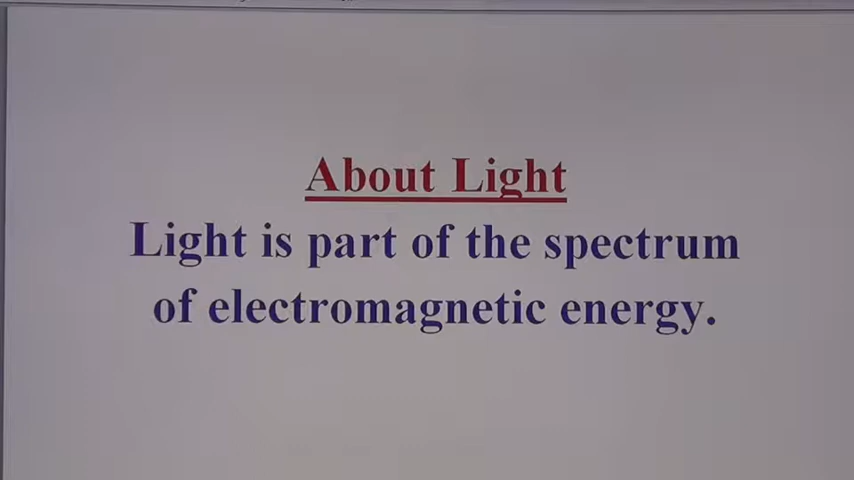 About Light
Light is part of the spectrum
of electromagnetic energy.